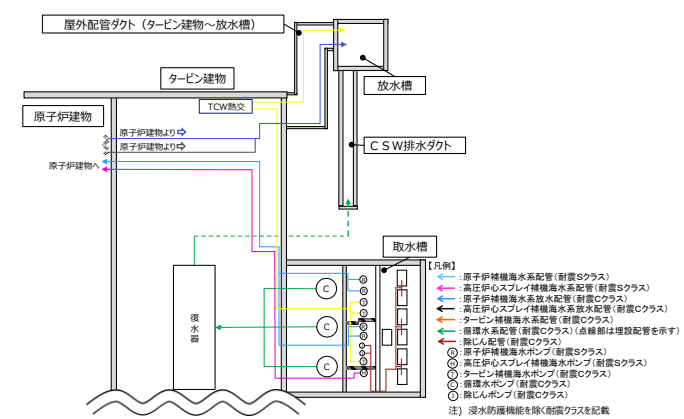 屋外配管ダクト（タービン建物～放水槽）
放水槽
タービン建物
TCW熱交
原子炉建物
原子炉建物より⇨
原子炉建物より⇨
原子炉建物へ
ＣＳＷ排水ダクト
取水槽
復水器
C
C
C
R
R
T
T
R
R
T
H
【凡例】
：原子炉補機海水系配管（耐震Sクラス）
：高圧炉心スプレイ補機海水系配管（耐震Sクラス）
：原子炉補機海水系放水配管（耐震Cクラス）
：高圧炉心スプレイ補機海水系放水配管（耐震Cクラス）
：タービン補機海水系配管（耐震Cクラス）
：循環水系配管（耐震Cクラス）（点線部は埋設配管を示す）
：除じん配管（耐震Cクラス）
Ⓡ：原子炉補機海水ポンプ（耐震Sクラス）
Ⓗ：高圧炉心スプレイ補機海水ポンプ（耐震Sクラス）
Ⓣ：タービン補機海水ポンプ（耐震Cクラス）
Ⓒ：循環水ポンプ（耐震Cクラス）
Ⓙ：除じんポンプ（耐震Cクラス）
注） 浸水防護機能を除く耐震クラスを記載